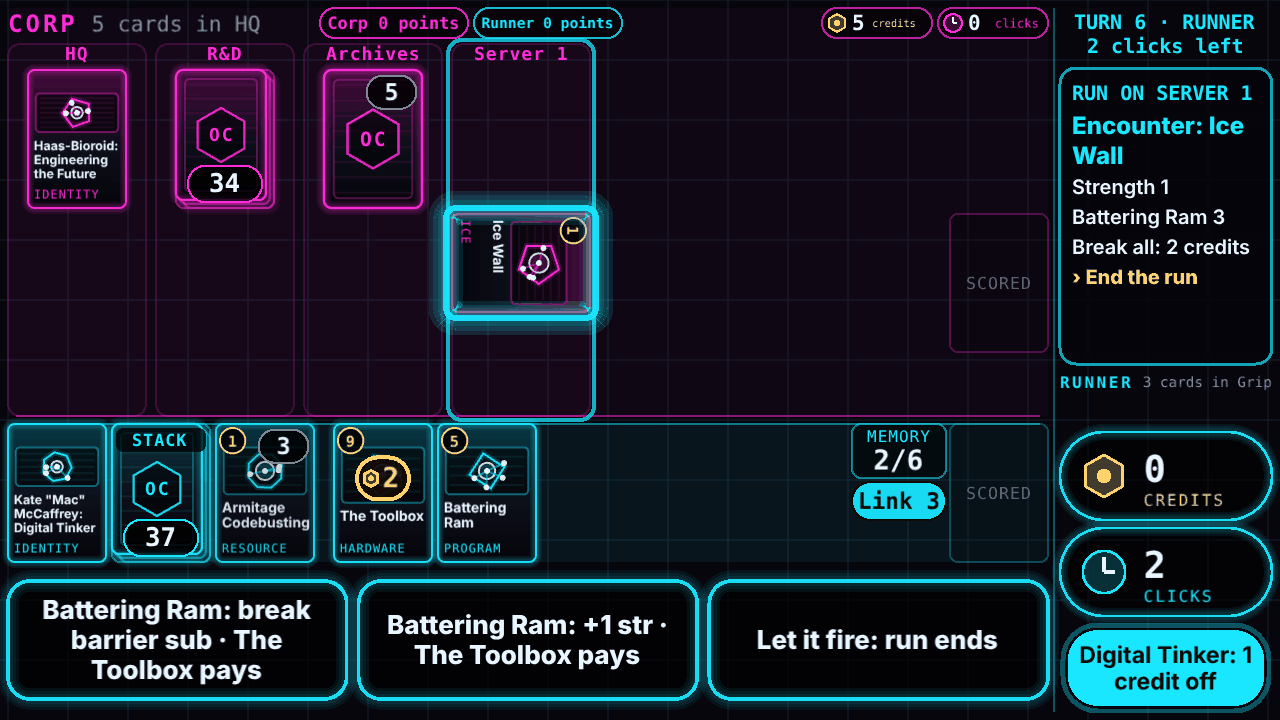 CORP 5 cards in HQ
Corp 0 points
Runner 0 points
5 credits
0 clicks
TURN 6 · RUNNER
2 clicks left
HQ
R&D
Archives
Server 1
Haas-Bioroid:
Engineering
the Future
IDENTITY
OC
34
5
OC
ICE
Ice Wall
1
SCORED
RUN ON SERVER 1
Encounter: Ice
Wall
Strength 1
Battering Ram 3
Break all: 2 credits
› End the run
RUNNER 3 cards in Grip
Kate "Mac"
McCaffrey:
Digital Tinker
IDENTITY
STACK
OC
37
1
3
Armitage
Codebusting
RESOURCE
9
2
The Toolbox
HARDWARE
5
Battering
Ram
PROGRAM
MEMORY
2/6
Link 3
SCORED
0
CREDITS
2
CLICKS
Battering Ram: break
barrier sub · The
Toolbox pays
Battering Ram: +1 str ·
The Toolbox pays
Let it fire: run ends
Digital Tinker: 1
credit off